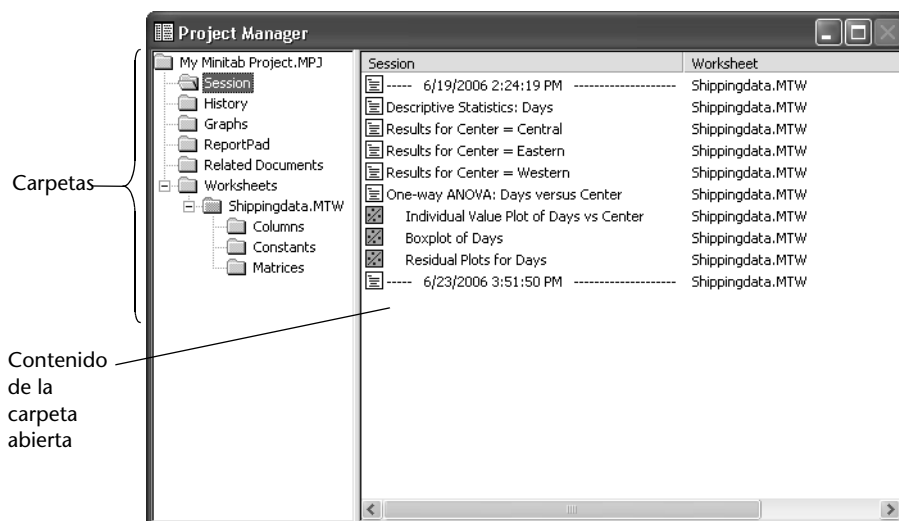 Project Manager
Carpetas
My Minitab Project.MPJ
Session
History
Graphs
ReportPad
Related Documents
Worksheets
Shippingdata.MTW
Columns
Constants
Matrices
Session Worksheet
----- 6/19/2006 2:24:19 PM -------------------- Shippingdata.MTW
Descriptive Statistics: Days Shippingdata.MTW
Results for Center = Central Shippingdata.MTW
Results for Center = Eastern Shippingdata.MTW
Results for Center = Western Shippingdata.MTW
One-way ANOVA: Days versus Center Shippingdata.MTW
Individual Value Plot of Days vs Center Shippingdata.MTW
Boxplot of Days Shippingdata.MTW
Residual Plots for Days Shippingdata.MTW
----- 6/23/2006 3:51:50 PM -------------------- Shippingdata.MTW
Contenido
de la
carpeta
abierta